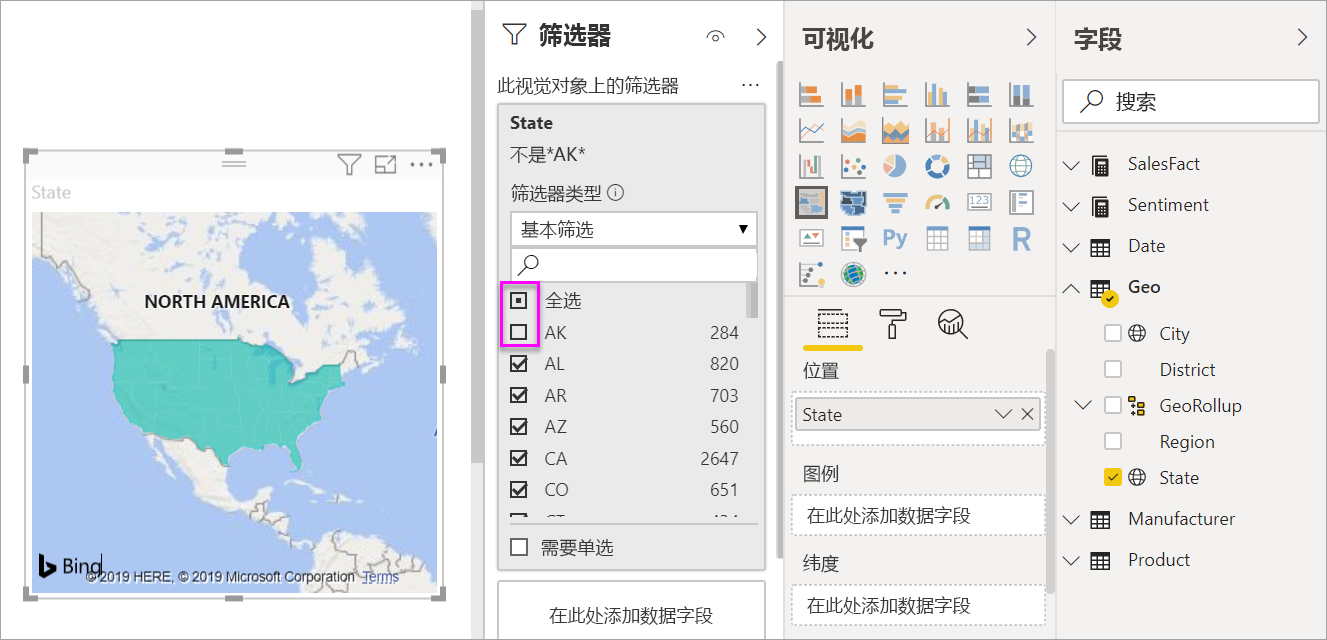 State
NORTH AMERICA
Bing
© 2019 HERE, © 2019 Microsoft Corporation Terms
筛选器
此视觉对象上的筛选器
State
不是*AK*
筛选器类型
基本筛选
全选
AK 284
AL 820
AR 703
AZ 560
CA 2647
CO 651
需要单选
在此处添加数据字段
可视化
123
Py
R
位置
State
图例
在此处添加数据字段
纬度
在此处添加数据字段
字段
搜索
SalesFact
Sentiment
Date
Geo
City
District
GeoRollup
Region
State
Manufacturer
Product